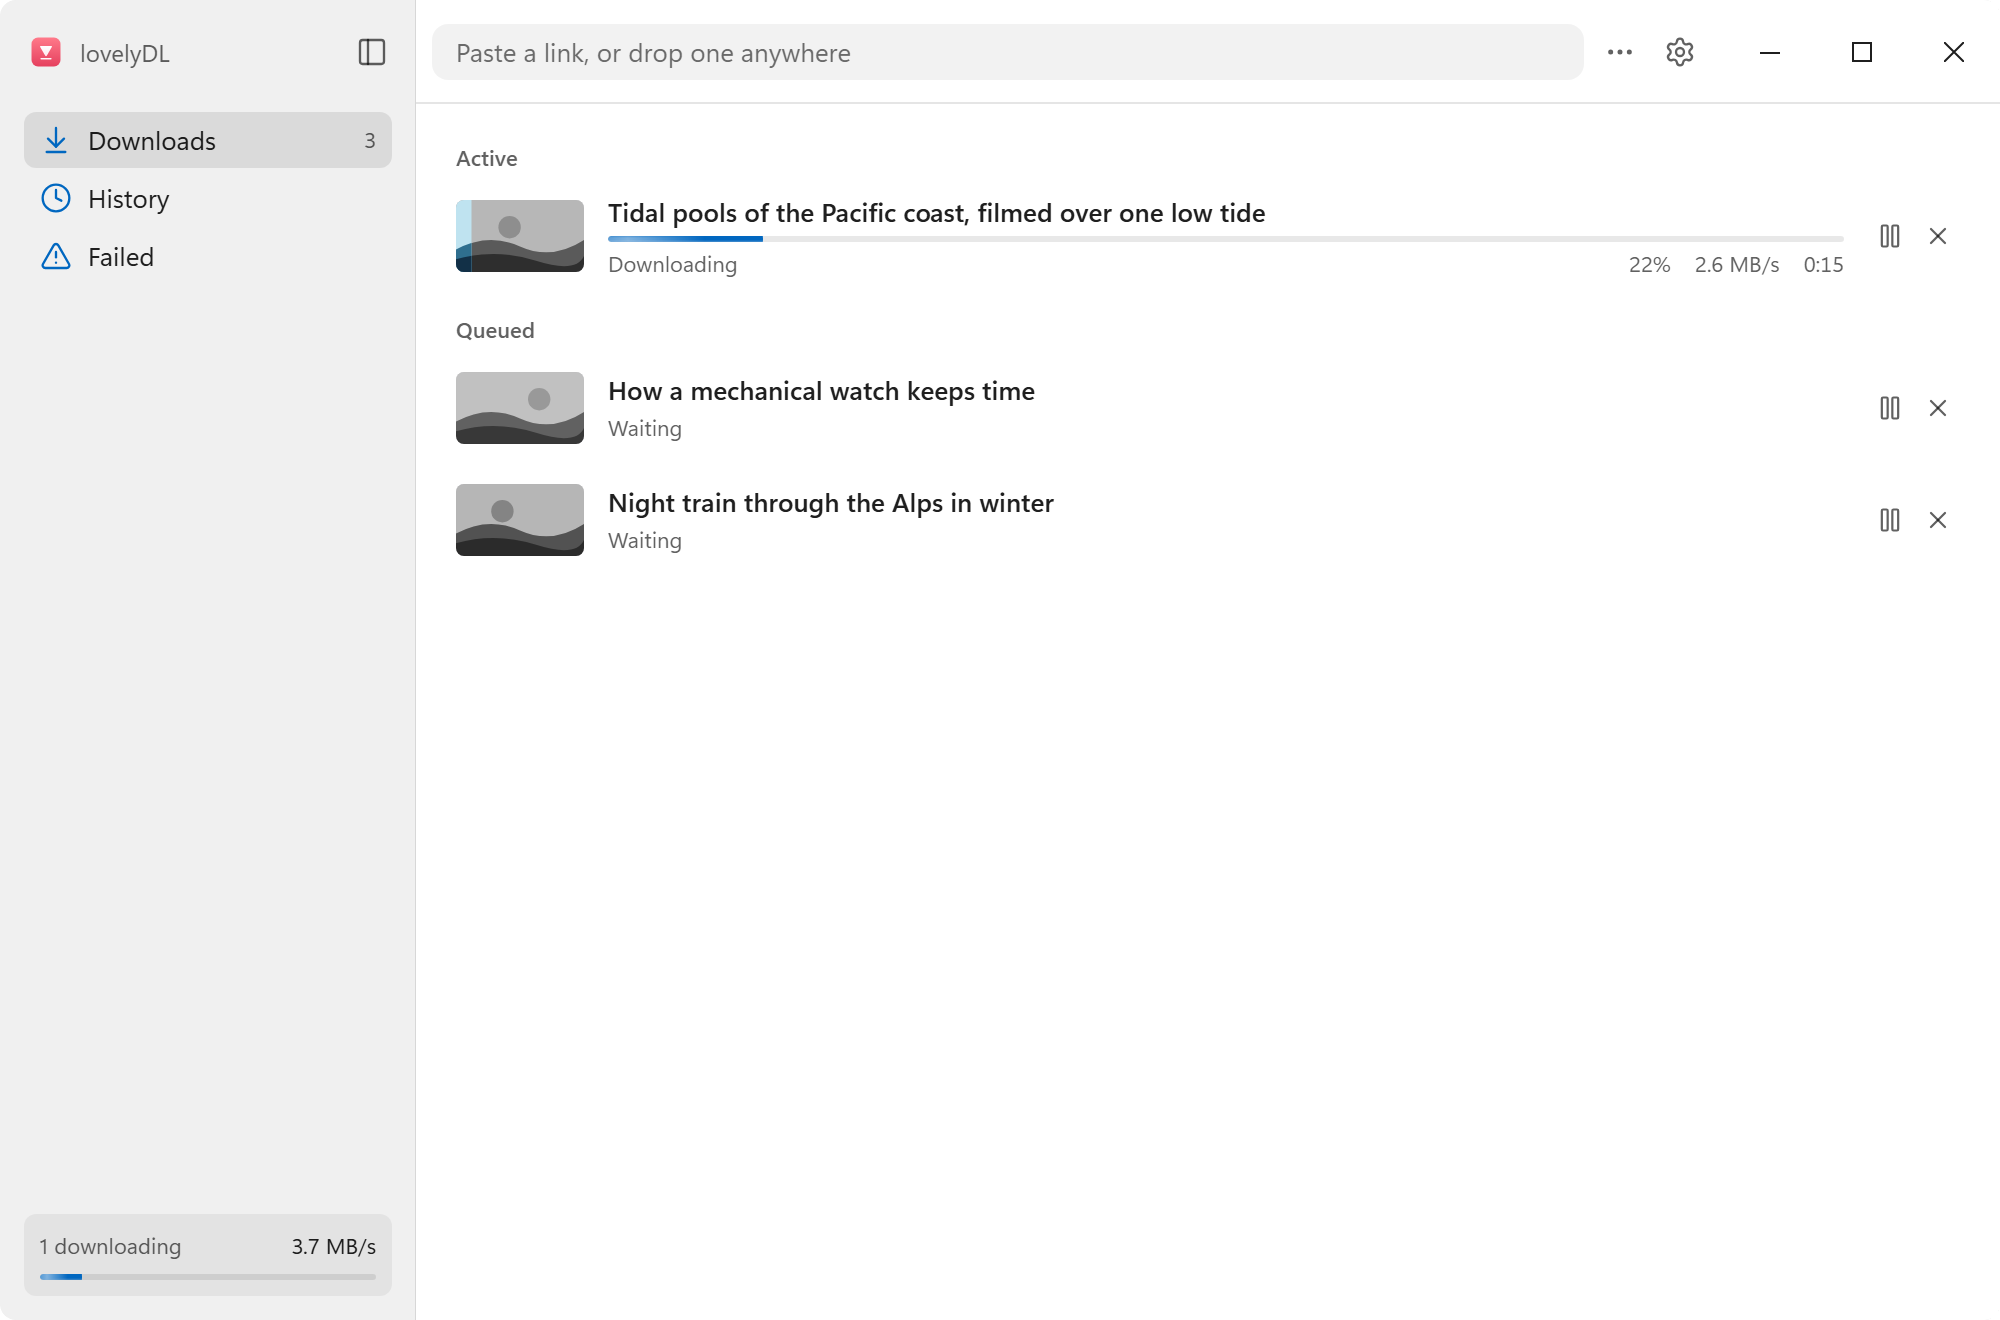 lovelyDL
Paste a link, or drop one anywhere
Downloads 3
History
Failed
Active
Tidal pools of the Pacific coast, filmed over one low tide
Downloading 22% 2.6 MB/s 0:15
Queued
How a mechanical watch keeps time
Waiting
Night train through the Alps in winter
Waiting
1 downloading 3.7 MB/s